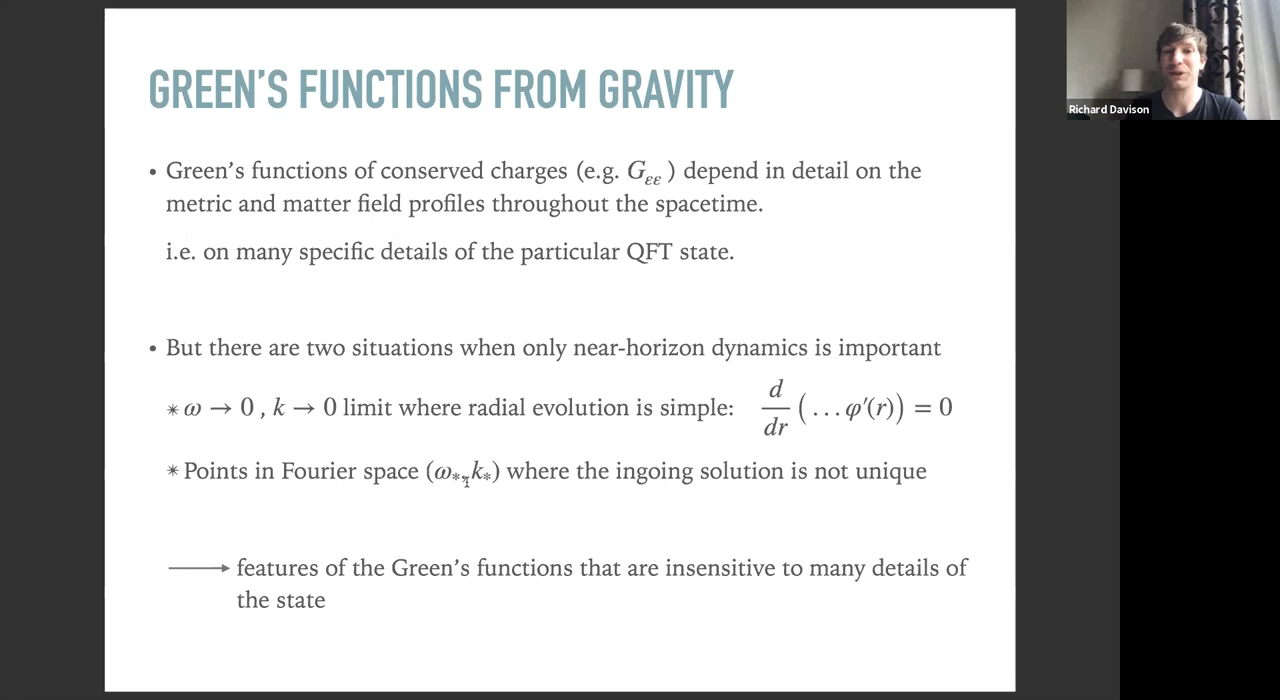 GREEN'S FUNCTIONS FROM GRAVITY
Richard Davison
• Green's functions of conserved charges (e.g. G_εε ) depend in detail on the
metric and matter field profiles throughout the spacetime.
i.e. on many specific details of the particular QFT state.
• But there are two situations when only near-horizon dynamics is important
* ω → 0 , k → 0 limit where radial evolution is simple: d/dr ( … φ′(r) ) = 0
* Points in Fourier space (ω_*, k_*) where the ingoing solution is not unique
⟶ features of the Green's functions that are insensitive to many details of
the state